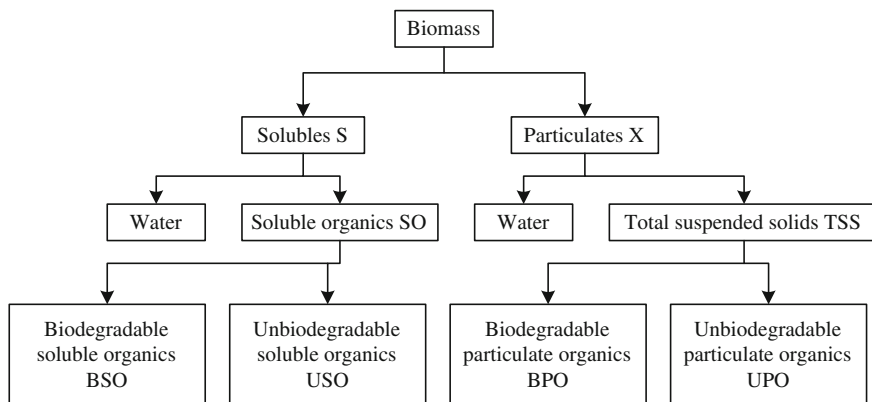 Biomass
Solubles S
Particulates X
Water
Soluble organics SO
Water
Total suspended solids TSS
Biodegradable
soluble organics
BSO
Unbiodegradable
soluble organics
USO
Biodegradable
particulate organics
BPO
Unbiodegradable
particulate organics
UPO